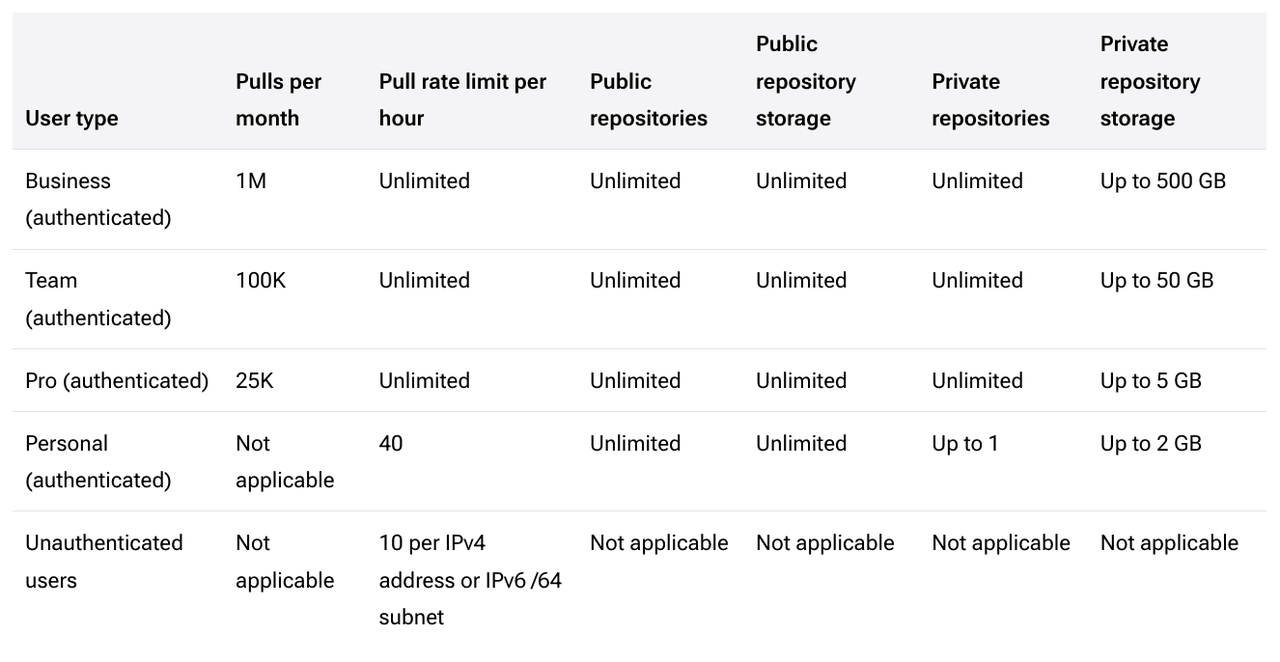 User type
Pulls per
month
Pull rate limit per
hour
Public
repositories
Public
repository
storage
Private
repositories
Private
repository
storage
Business
(authenticated)
1M
Unlimited
Unlimited
Unlimited
Unlimited
Up to 500 GB
Team
(authenticated)
100K
Unlimited
Unlimited
Unlimited
Unlimited
Up to 50 GB
Pro (authenticated)
25K
Unlimited
Unlimited
Unlimited
Unlimited
Up to 5 GB
Personal
(authenticated)
Not
applicable
40
Unlimited
Unlimited
Up to 1
Up to 2 GB
Unauthenticated
users
Not
applicable
10 per IPv4
address or IPv6 /64
subnet
Not applicable
Not applicable
Not applicable
Not applicable